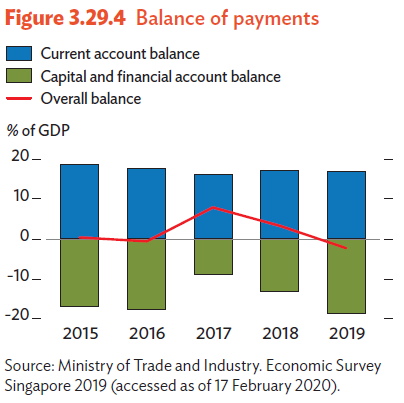 Figure 3.29.4 Balance of payments
Current account balance
Capital and financial account balance
Overall balance
% of GDP
20
10
0
-10
-20
2015 2016 2017 2018 2019
Source: Ministry of Trade and Industry. Economic Survey
Singapore 2019 (accessed as of 17 February 2020).